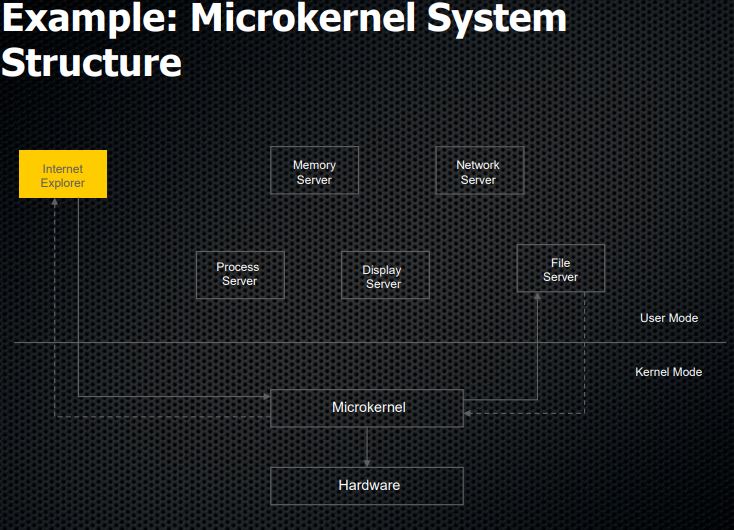 Example: Microkernel System
Structure
Internet
Explorer
Memory
Server
Network
Server
Process
Server
Display
Server
File
Server
User Mode
Kernel Mode
Microkernel
Hardware